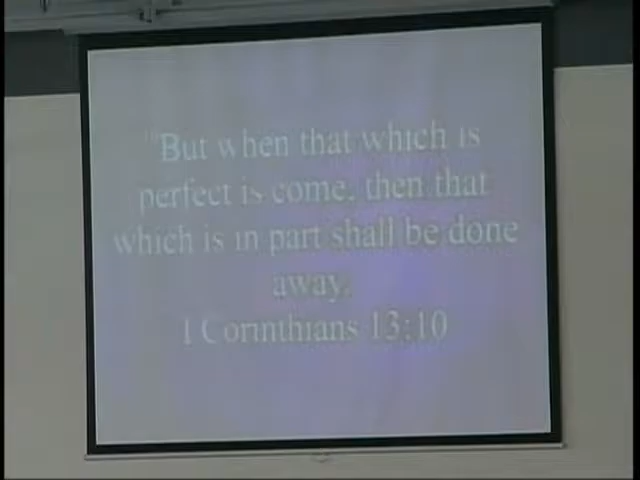 "But when that which is
perfect is come, then that
which is in part shall be done
away.
I Corinthians 13:10